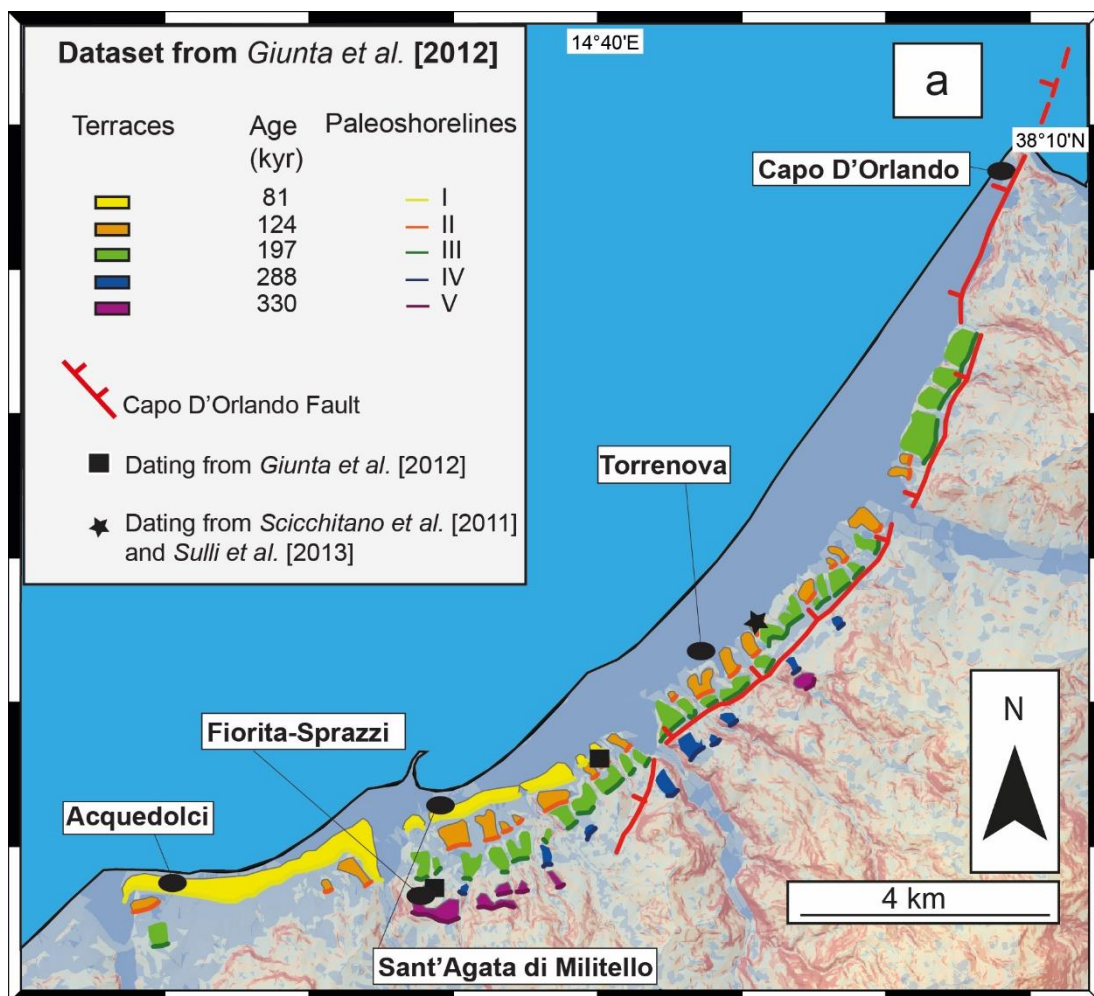 Dataset from Giunta et al. [2012]
Terraces Age (kyr) Paleoshorelines
81 I
124 II
197 III
288 IV
330 V
Capo D'Orlando Fault
Dating from Giunta et al. [2012]
Dating from Scicchitano et al. [2011]
and Sulli et al. [2013]
14°40'E
a
38°10'N
Capo D'Orlando
Torrenova
Fiorita-Sprazzi
Acquedolci
Sant'Agata di Militello
N
4 km